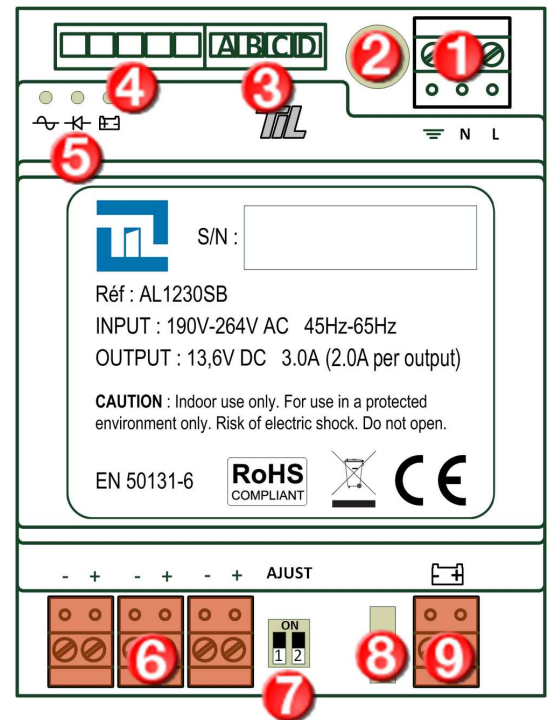 A B C D
2
1
4
3
TiL
5
N L
TIL
S/N :
Réf : AL1230SB
INPUT : 190V-264V AC 45Hz-65Hz
OUTPUT : 13,6V DC 3.0A (2.0A per output)
CAUTION : Indoor use only. For use in a protected
environment only. Risk of electric shock. Do not open.
EN 50131-6
RoHS
COMPLIANT
CE
- + - + - + AJUST
ON
1 2
6
7
8
9